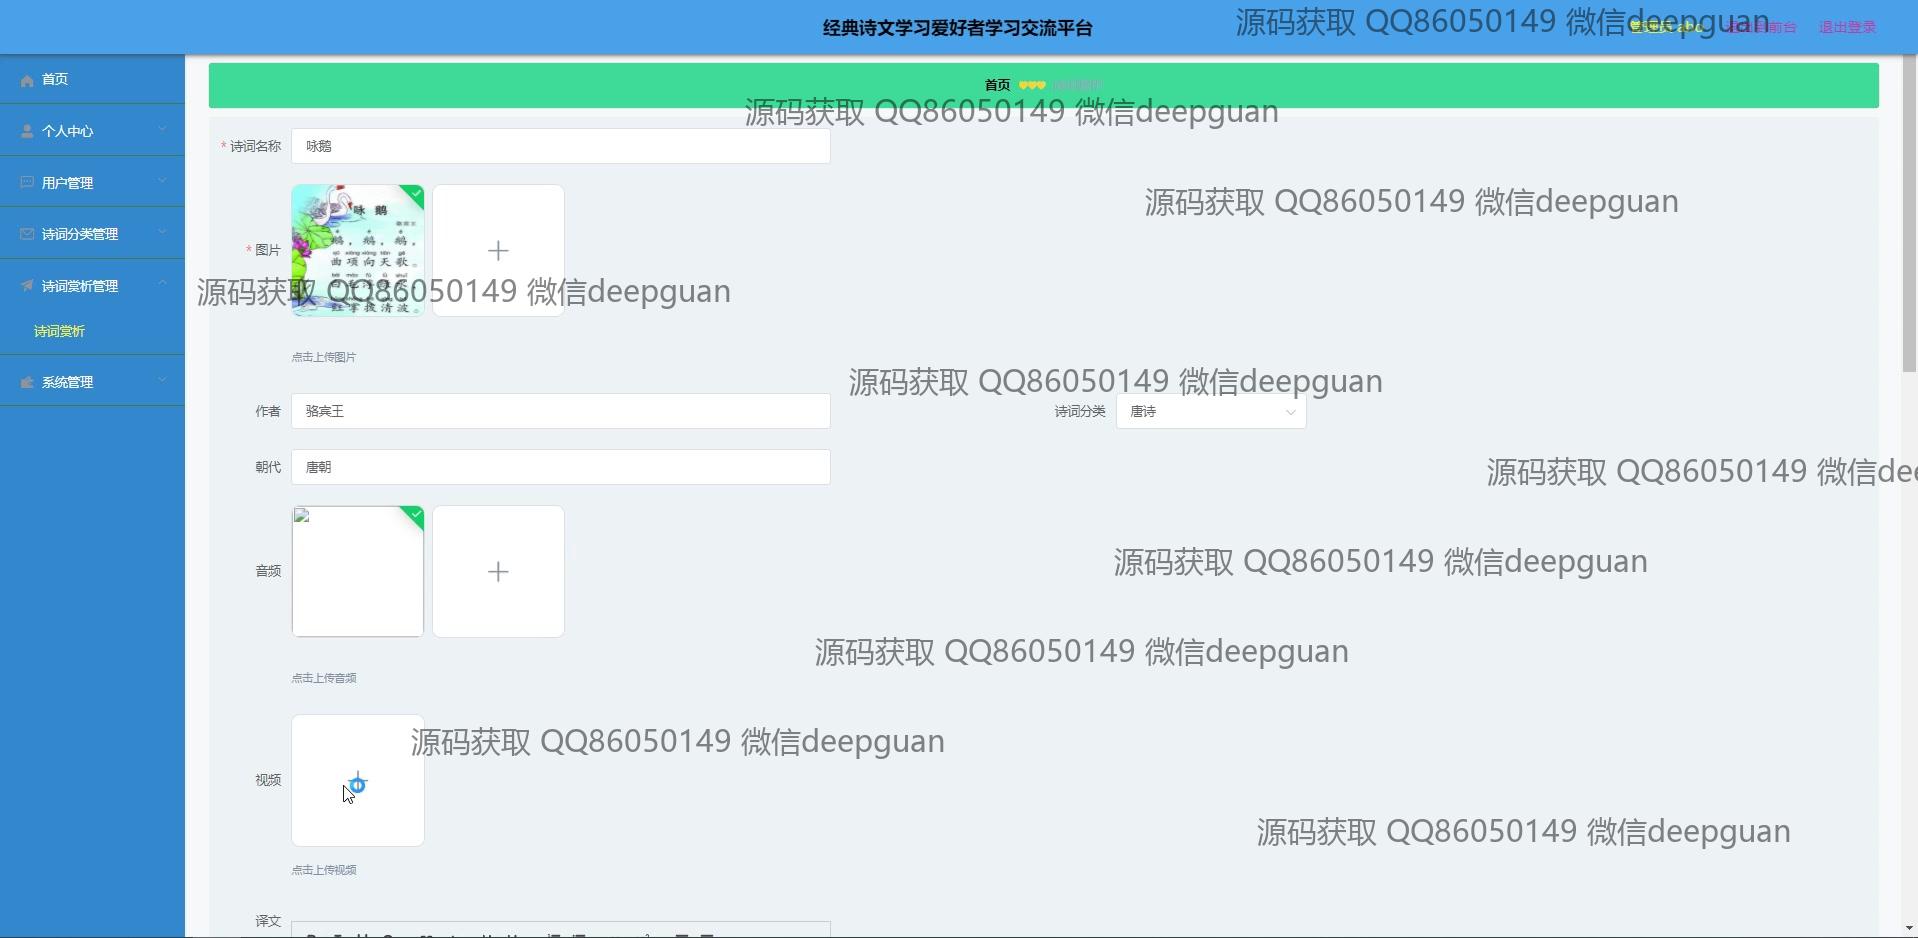 经典诗文学习爱好者学习交流平台
源码获取 QQ86050149 微信deepguan
管理员 abc
退出到前台
退出登录
首页
个人中心
用户管理
诗词分类管理
诗词赏析管理
诗词赏析
系统管理
首页
源码获取 QQ86050149 微信deepguan
* 诗词名称
咏鹅
源码获取 QQ86050149 微信deepguan
* 图片
咏 鹅
鹅，鹅，鹅，
曲项向天歌。
红掌拨清波。
源码获取 QQ86050149 微信deepguan
点击上传图片
源码获取 QQ86050149 微信deepguan
作者
骆宾王
诗词分类
唐诗
朝代
唐朝
源码获取 QQ86050149 微信dee
音频
源码获取 QQ86050149 微信deepguan
源码获取 QQ86050149 微信deepguan
点击上传音频
源码获取 QQ86050149 微信deepguan
视频
源码获取 QQ86050149 微信deepguan
点击上传视频
译文